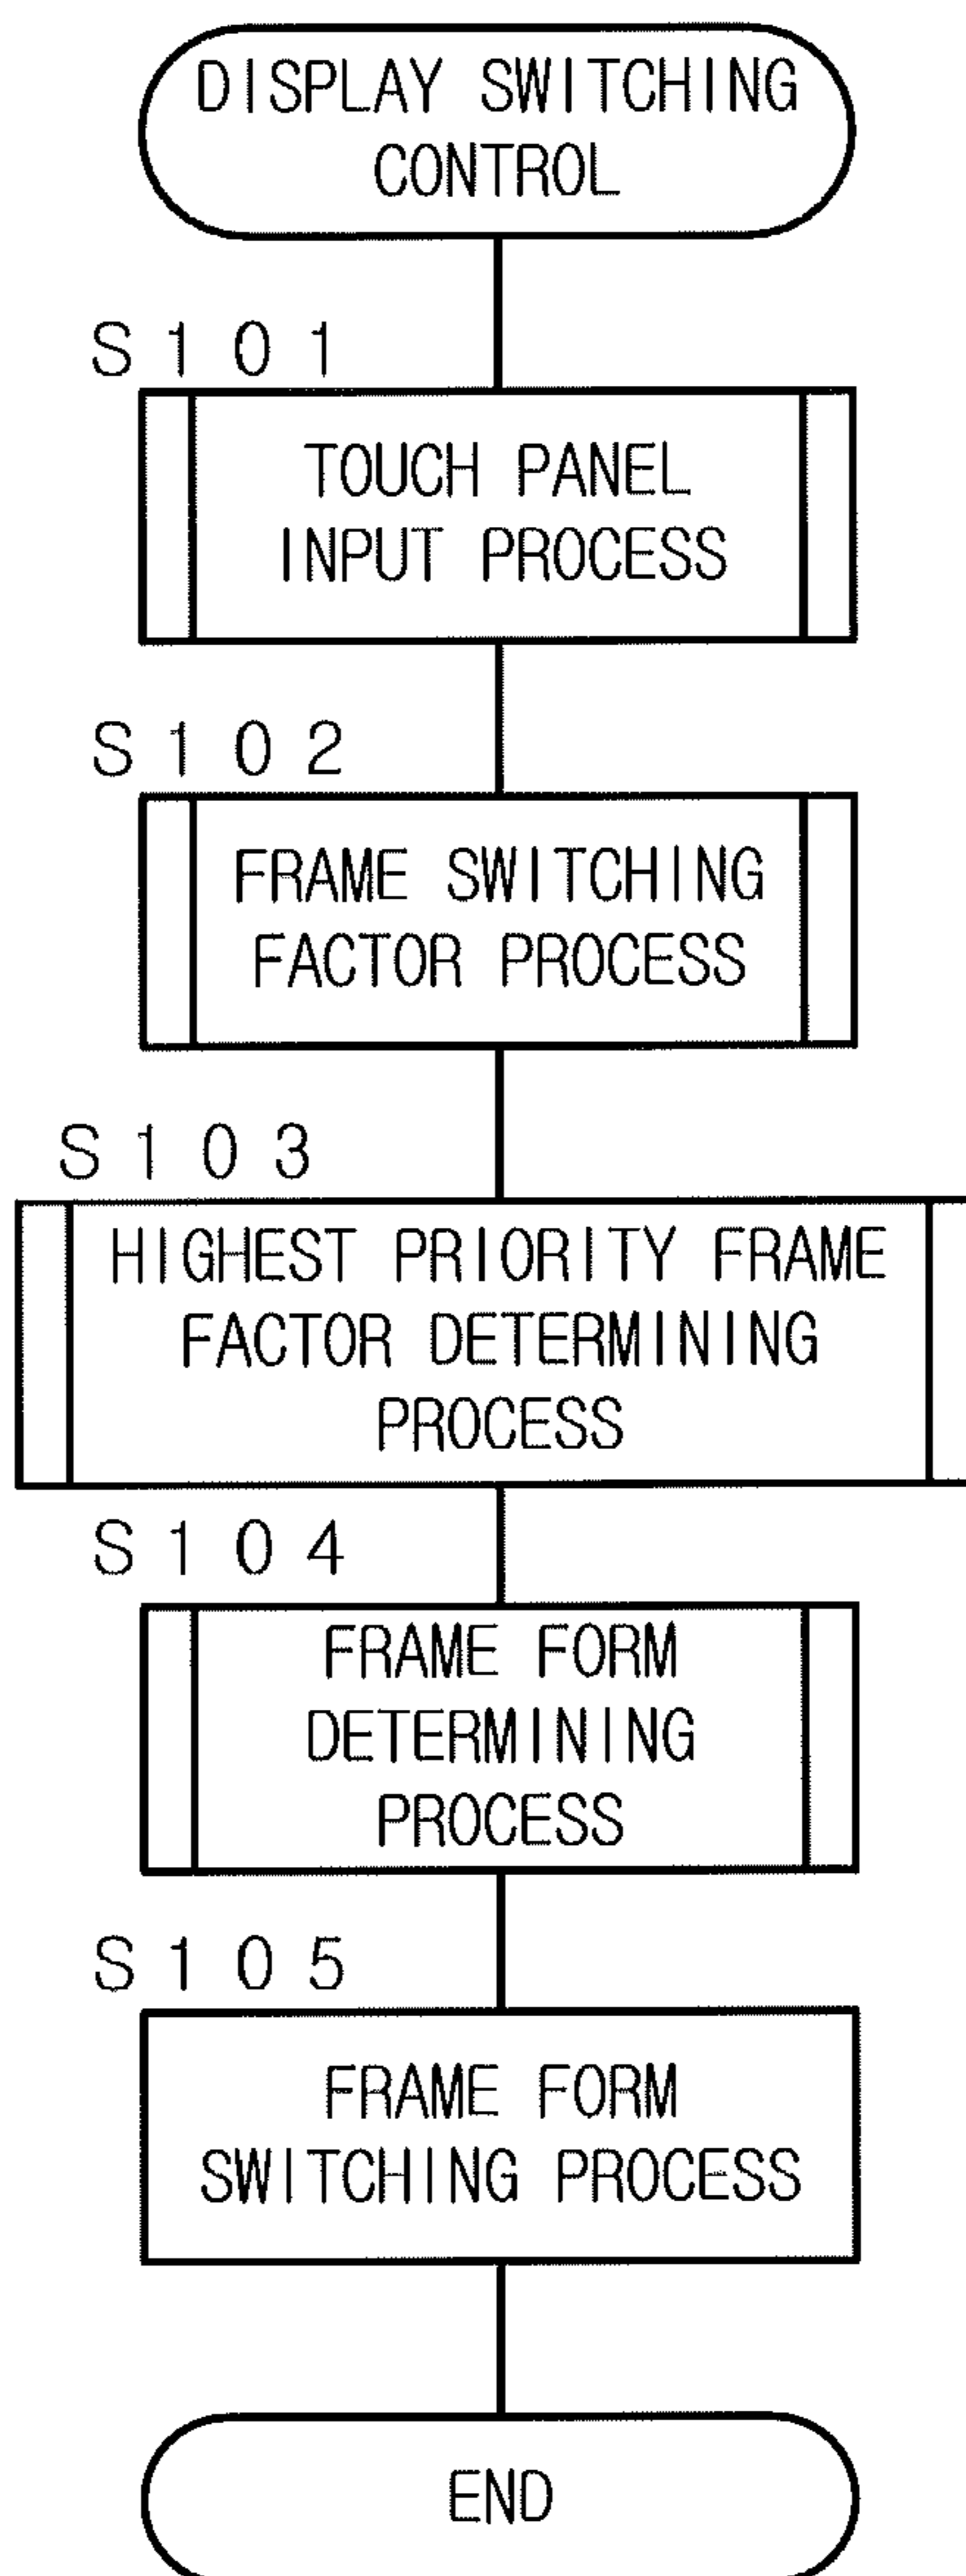 DISPLAY SWITCHING
CONTROL
S101
TOUCH PANEL
INPUT PROCESS
S102
FRAME SWITCHING
FACTOR PROCESS
S103
HIGHEST PRIORITY FRAME
FACTOR DETERMINING
PROCESS
S104
FRAME FORM
DETERMINING
PROCESS
S105
FRAME FORM
SWITCHING PROCESS
END